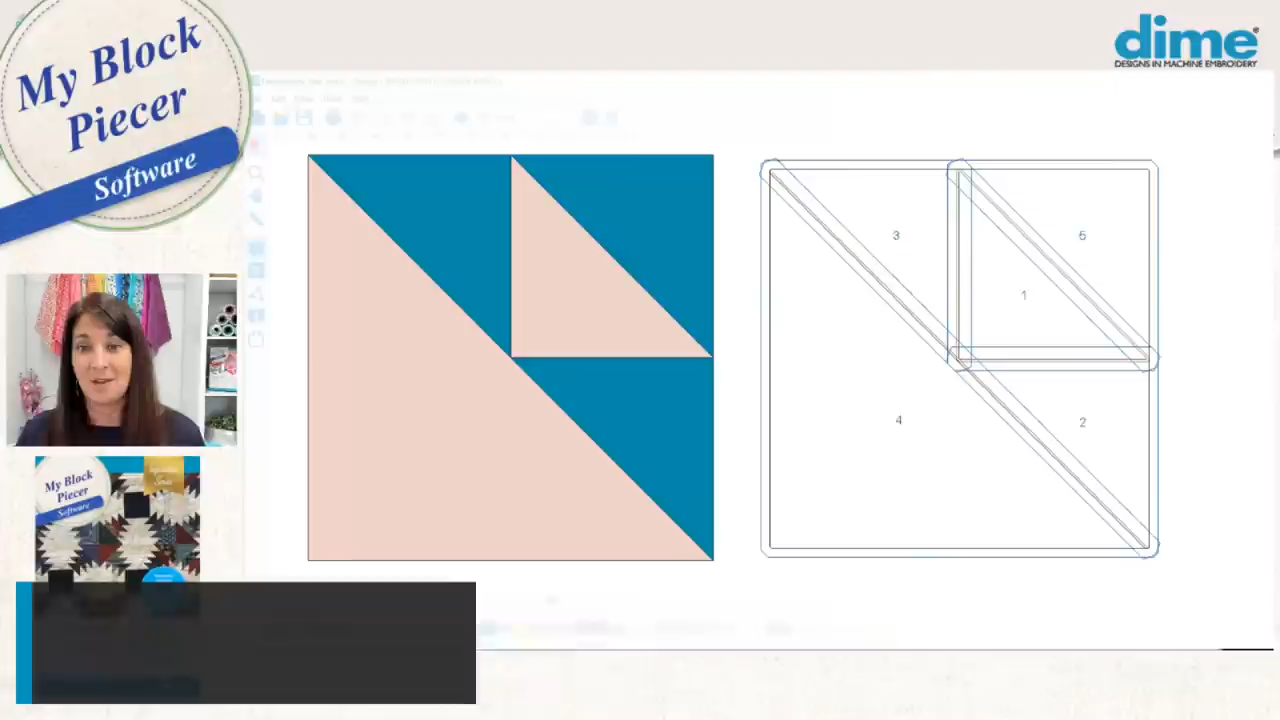 My Block
Piecer
Software
dime
DESIGNS IN MACHINE EMBROIDERY
3
5
1
4
2
My Block
Piecer
Software